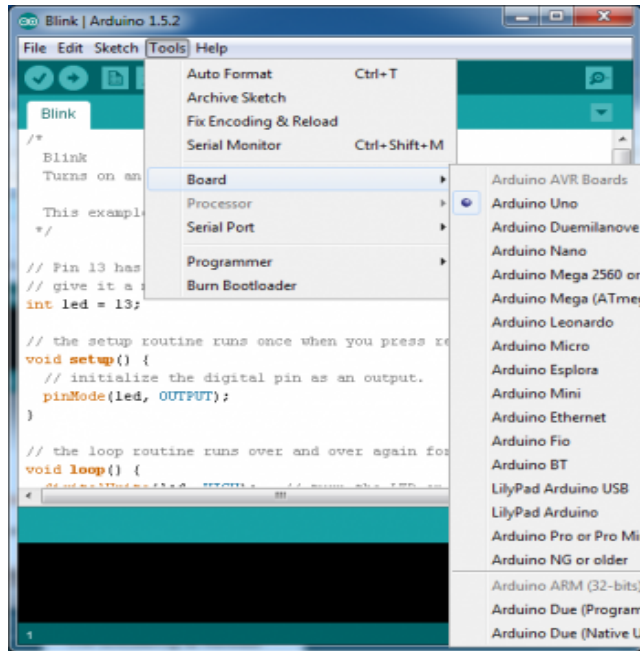 Blink | Arduino 1.5.2
File Edit Sketch Tools Help
Blink
/*
Blink
Turns on an
This exampl
*/
// Pin 13 has
// give it a
int led = 13;
// the setup routine runs once when you press re
void setup() {
// initialize the digital pin as an output.
pinMode(led, OUTPUT);
}
// the loop routine runs over and over again for
void loop() {
1
Auto Format Ctrl+T
Archive Sketch
Fix Encoding & Reload
Serial Monitor Ctrl+Shift+M
Board
Processor
Serial Port
Programmer
Burn Bootloader
Arduino AVR Boards
Arduino Uno
Arduino Duemilanove
Arduino Nano
Arduino Mega 2560 or
Arduino Mega (ATmeg
Arduino Leonardo
Arduino Micro
Arduino Esplora
Arduino Mini
Arduino Ethernet
Arduino Fio
Arduino BT
LilyPad Arduino USB
LilyPad Arduino
Arduino Pro or Pro Mi
Arduino NG or older
Arduino ARM (32-bits)
Arduino Due (Program
Arduino Due (Native U